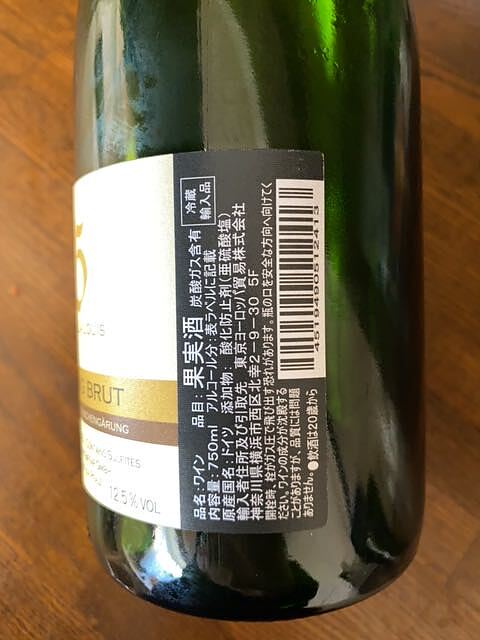 5
LOUIS
BRUT
CHENGÄRUNG
CONTAINS SULFITES
12.5 % VOL
品名:ワイン 品目:果実酒 炭酸ガス含有
冷蔵
輸入品
内容量:750ml アルコール分:表ラベルに記載
原産国名:ドイツ 添加物:酸化防止剤(亜硫酸塩)
輸入者住所及び引取先 東京ヨーロッパ貿易株式会社
神奈川県横浜市西区北幸2-9-30 5F
開栓時、栓がガス圧で飛び出す恐れがあります。瓶の口を安全な方向へ向けてく
ださい。ワインの成分が沈殿する
ことがありますが、品質には問題
ありません。●飲酒は20歳から
4519490512413